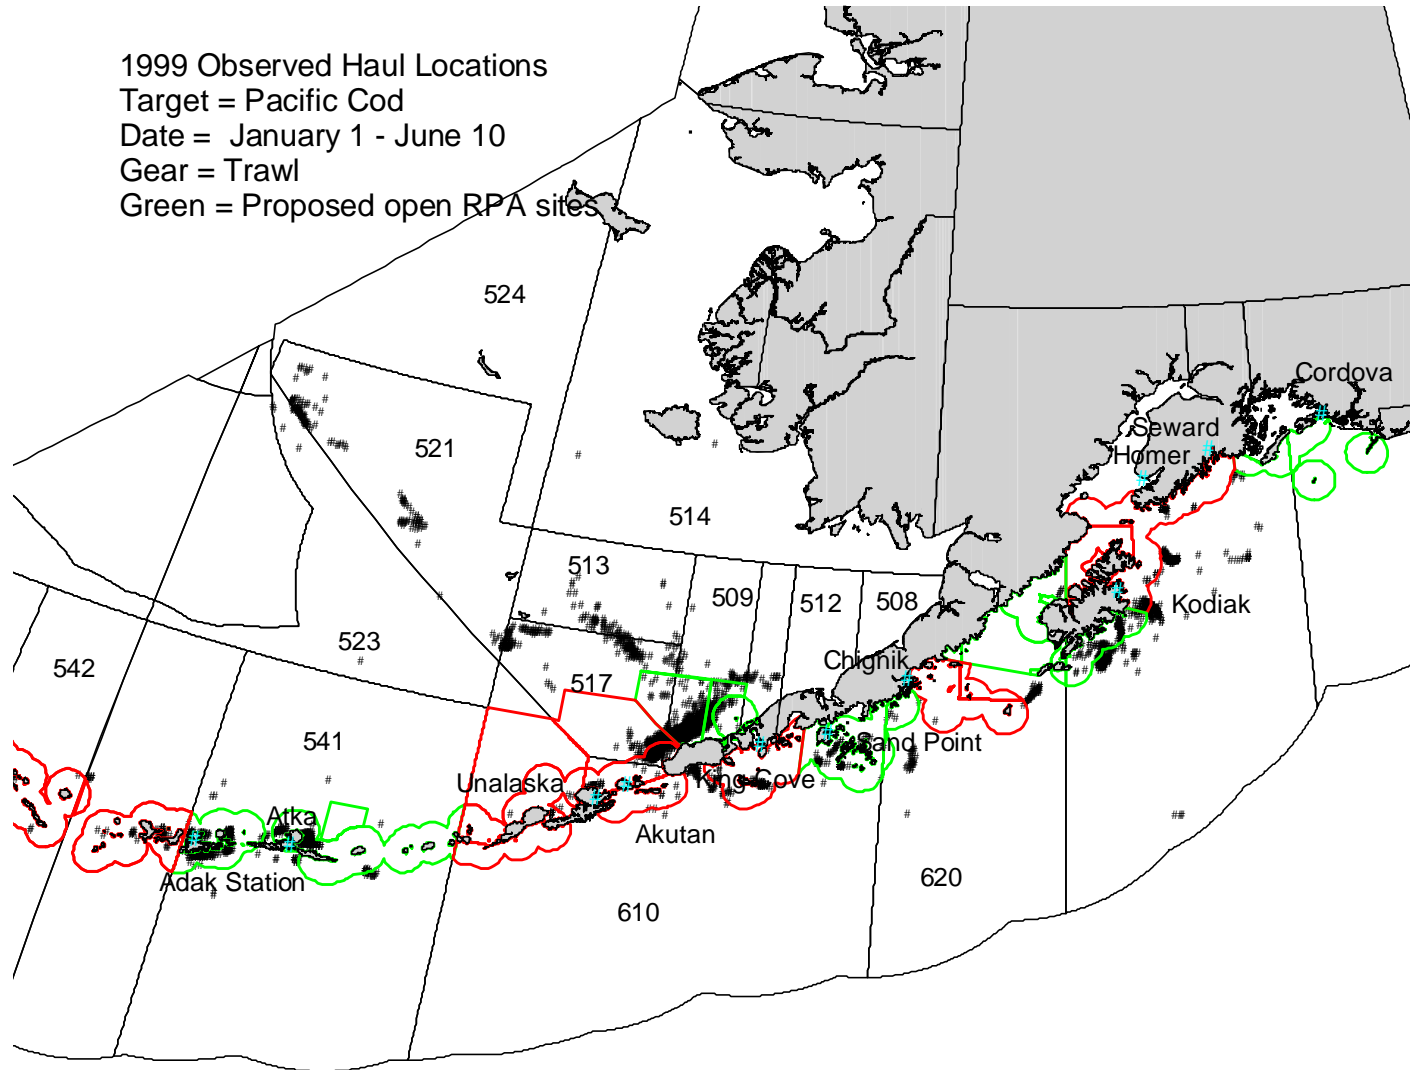 1999 Observed Haul Locations
Target = Pacific Cod
Date = January 1 - June 10
Gear = Trawl
Green = Proposed open RPA sites
524
Cordova
Seward
521
Homer
514
513
509
512
508
Kodiak
523
Chignik
542
517
541
Sand Point
Unalaska
King Cove
Atka
Akutan
Adak Station
620
610